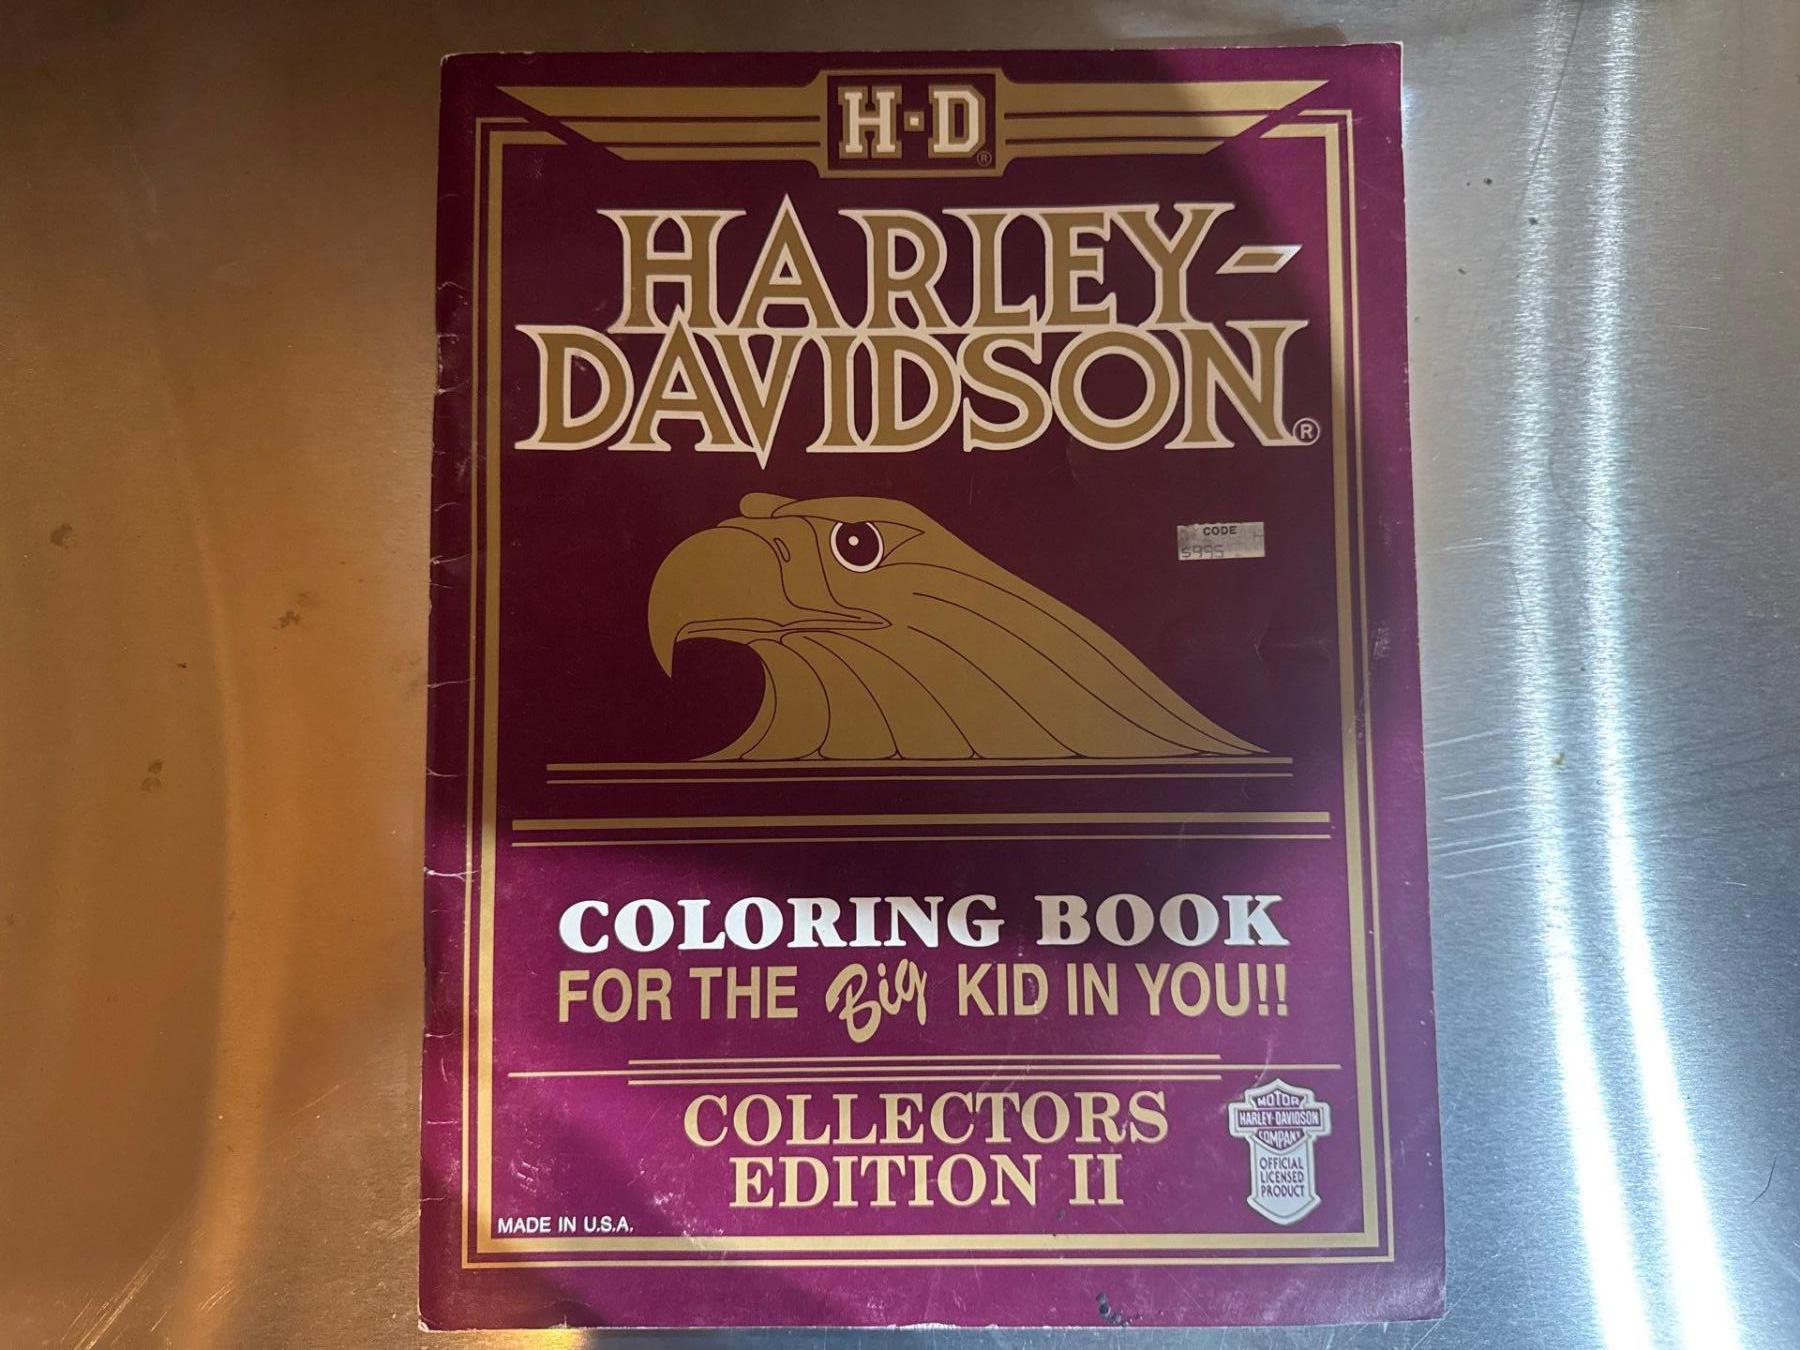 H-D®
HARLEY-
DAVIDSON®
CODE
$995
COLORING BOOK
FOR THE Big KID IN YOU!!
COLLECTORS
EDITION II
MOTOR
HARLEY-DAVIDSON
COMPANY
OFFICIAL
LICENSED
PRODUCT
MADE IN U.S.A.